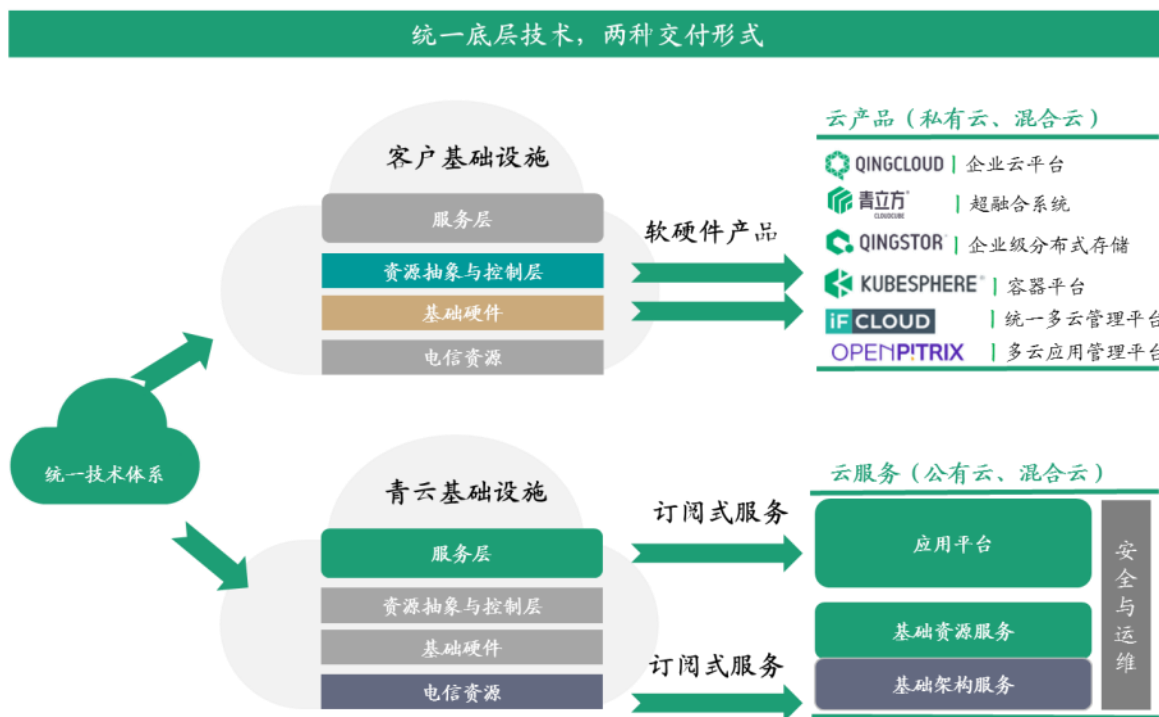 统一底层技术，两种交付形式
客户基础设施
服务层
资源抽象与控制层
基础硬件
电信资源
软硬件产品
云产品（私有云、混合云）
QINGCLOUD | 企业云平台
青立方® CLOUDCUBE | 超融合系统
QINGSTOR | 企业级分布式存储
KUBESPHERE® | 容器平台
iF CLOUD | 统一多云管理平台
OPENP!TRIX | 多云应用管理平台
统一技术体系
青云基础设施
服务层
资源抽象与控制层
基础硬件
电信资源
订阅式服务
订阅式服务
云服务（公有云、混合云）
应用平台
基础资源服务
基础架构服务
安全与运维